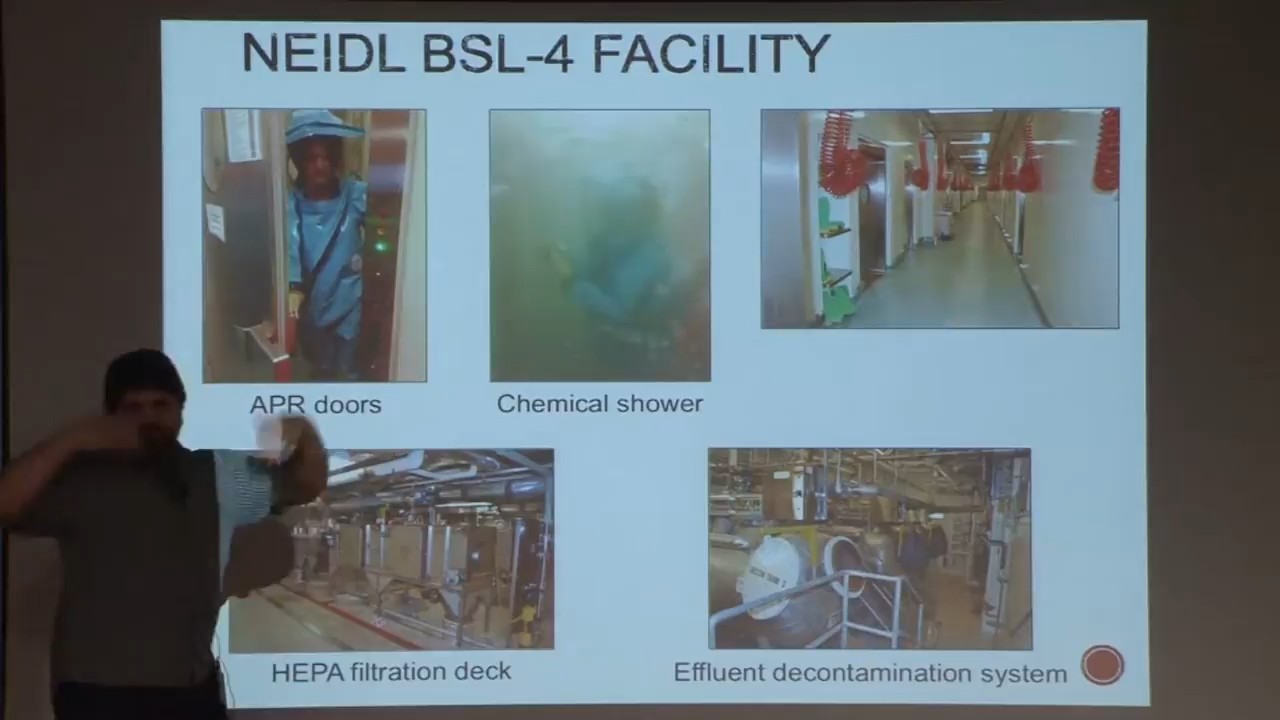 NEIDL BSL-4 FACILITY
APR doors
Chemical shower
HEPA filtration deck
Effluent decontamination system